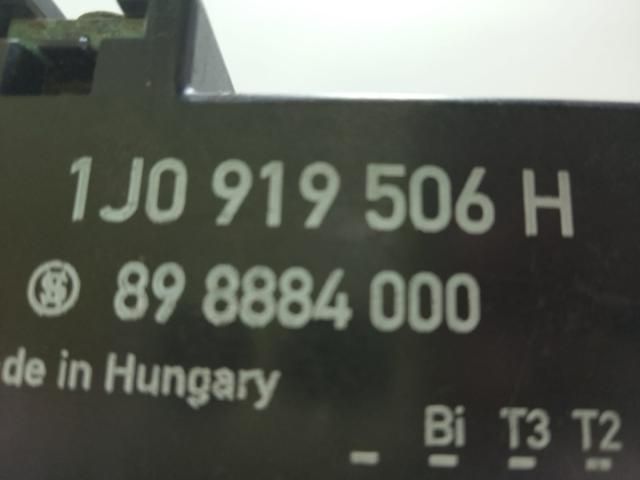 1J0 919 506 H
89 8884 000
de in Hungary
Bi T3 T2